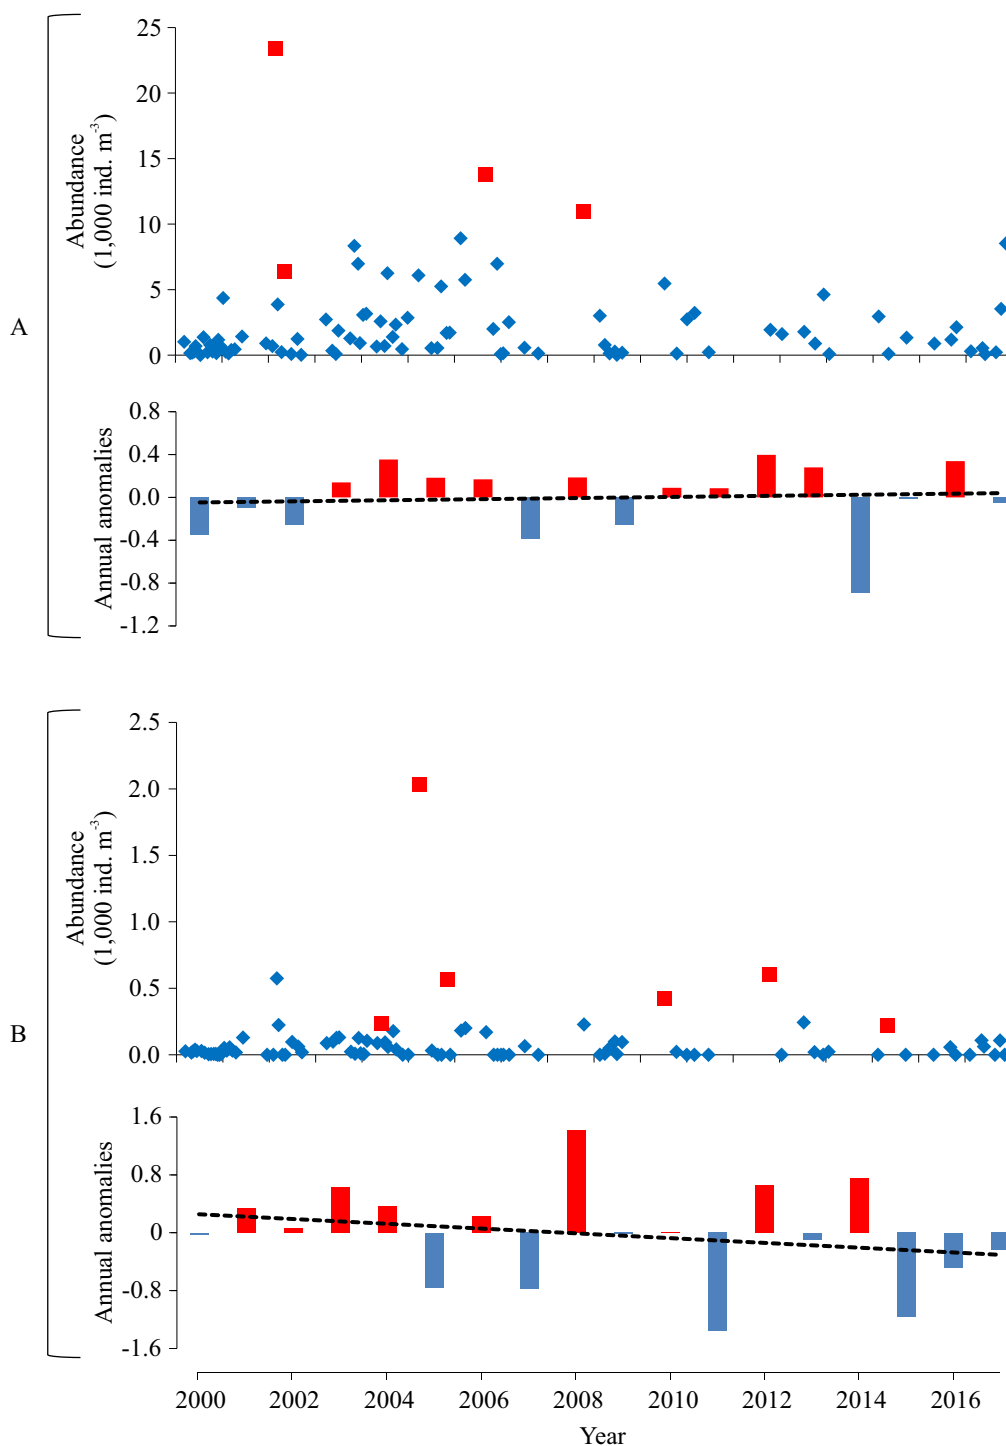 A
Abundance
(1,000 ind. m-3)
25
20
15
10
5
0
Annual anomalies
0.8
0.4
0.0
-0.4
-0.8
-1.2
B
Abundance
(1,000 ind. m-3)
2.5
2.0
1.5
1.0
0.5
0.0
Annual anomalies
1.6
0.8
0
-0.8
-1.6
2000 2002 2004 2006 2008 2010 2012 2014 2016
Year